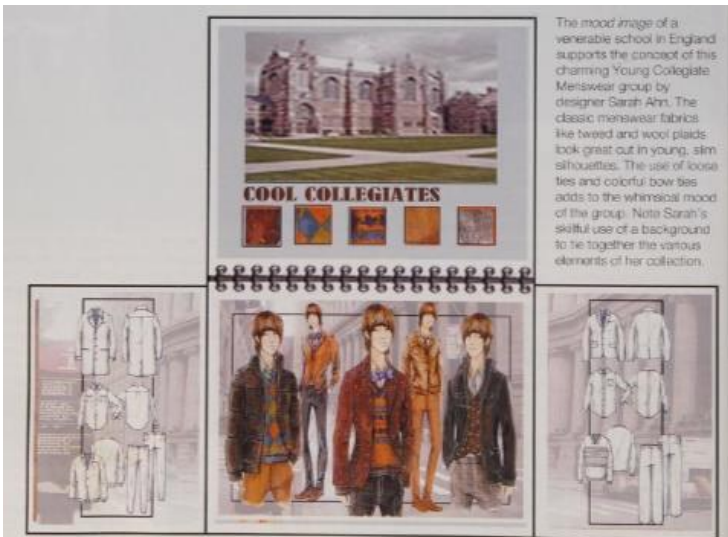 The mood image of a
venerable school in England
supports the concept of this
charming Young Collegiate
Menswear group by
designer Sarah Ahn. The
classic menswear fabrics
like tweed and wool plaids
look great cut in young, slim
silhouettes. The use of loose
ties and colorful bow ties
adds to the whimsical mood
of the group. Note Sarah's
skillful use of a background
to tie together the various
elements of her collection.
COOL COLLEGIATES